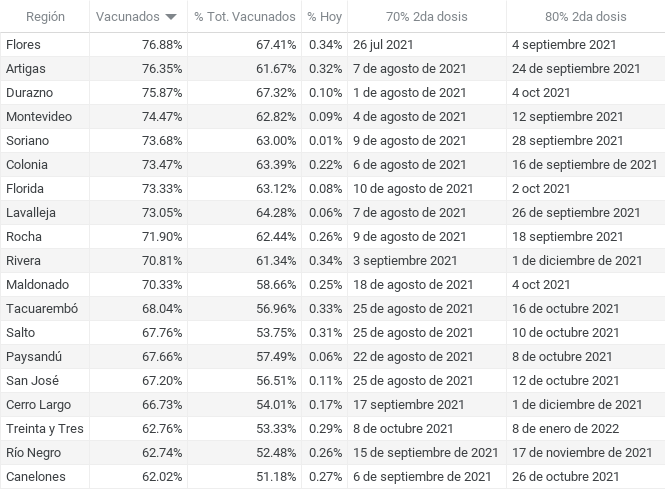 Región Vacunados % Tot. Vacunados % Hoy 70% 2da dosis 80% 2da dosis
Flores 76.88% 67.41% 0.34% 26 jul 2021 4 septiembre 2021
Artigas 76.35% 61.67% 0.32% 7 de agosto de 2021 24 de septiembre 2021
Durazno 75.87% 67.32% 0.10% 1 de agosto de 2021 4 oct 2021
Montevideo 74.47% 62.82% 0.09% 4 de agosto de 2021 12 septiembre 2021
Soriano 73.68% 63.00% 0.01% 9 de agosto de 2021 28 septiembre 2021
Colonia 73.47% 63.39% 0.22% 6 de agosto de 2021 16 de septiembre de 2021
Florida 73.33% 63.12% 0.08% 10 de agosto de 2021 2 oct 2021
Lavalleja 73.05% 64.28% 0.06% 7 de agosto de 2021 26 de septiembre 2021
Rocha 71.90% 62.44% 0.26% 9 de agosto de 2021 18 septiembre 2021
Rivera 70.81% 61.34% 0.34% 3 septiembre 2021 1 de diciembre de 2021
Maldonado 70.33% 58.66% 0.25% 18 de agosto de 2021 4 oct 2021
Tacuarembó 68.04% 56.96% 0.33% 25 de agosto de 2021 16 de octubre 2021
Salto 67.76% 53.75% 0.31% 25 de agosto de 2021 10 de octubre 2021
Paysandú 67.66% 57.49% 0.06% 22 de agosto de 2021 8 de octubre 2021
San José 67.20% 56.51% 0.11% 25 de agosto de 2021 12 de octubre 2021
Cerro Largo 66.73% 54.01% 0.17% 17 septiembre 2021 1 de diciembre de 2021
Treinta y Tres 62.76% 53.33% 0.29% 8 de octubre 2021 8 de enero de 2022
Río Negro 62.74% 52.48% 0.26% 15 de septiembre de 2021 17 de noviembre de 2021
Canelones 62.02% 51.18% 0.27% 6 de septiembre de 2021 26 de octubre 2021